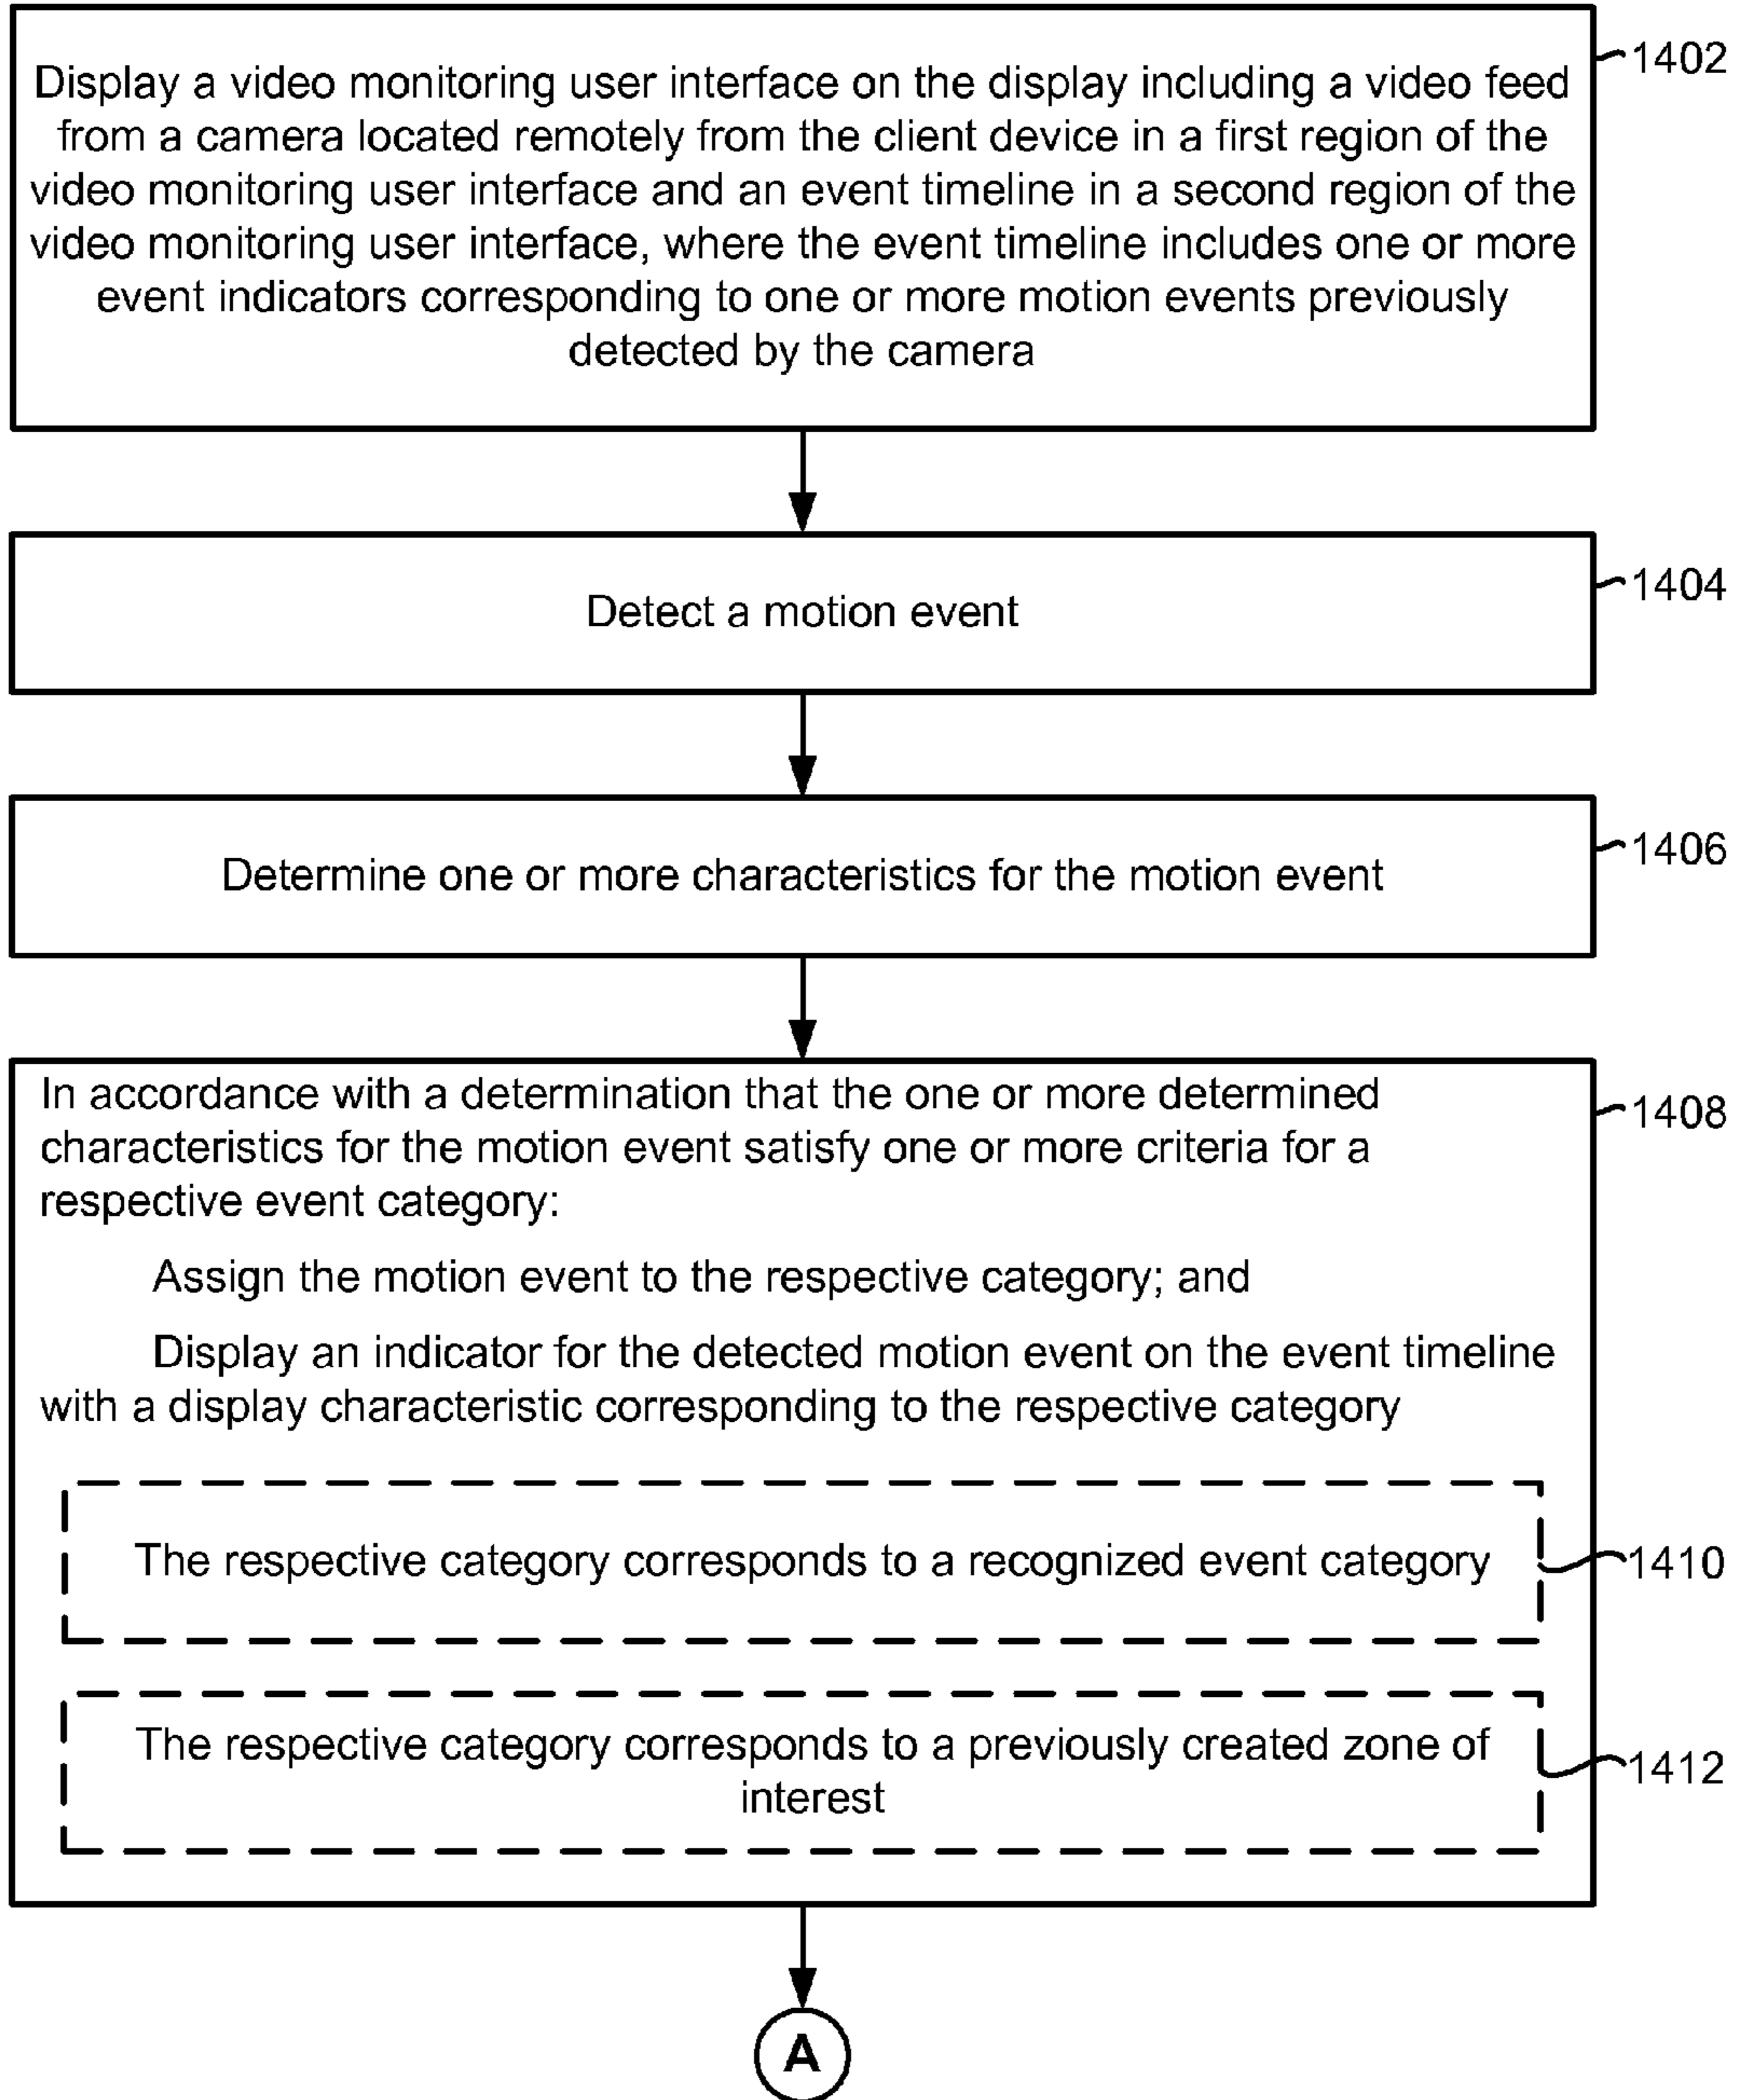 Display a video monitoring user interface on the display including a video feed
from a camera located remotely from the client device in a first region of the
video monitoring user interface and an event timeline in a second region of the
video monitoring user interface, where the event timeline includes one or more
event indicators corresponding to one or more motion events previously
detected by the camera
1402
Detect a motion event
1404
Determine one or more characteristics for the motion event
1406
In accordance with a determination that the one or more determined
characteristics for the motion event satisfy one or more criteria for a
respective event category:
Assign the motion event to the respective category; and
Display an indicator for the detected motion event on the event timeline
with a display characteristic corresponding to the respective category
1408
The respective category corresponds to a recognized event category
1410
The respective category corresponds to a previously created zone of
interest
1412
A